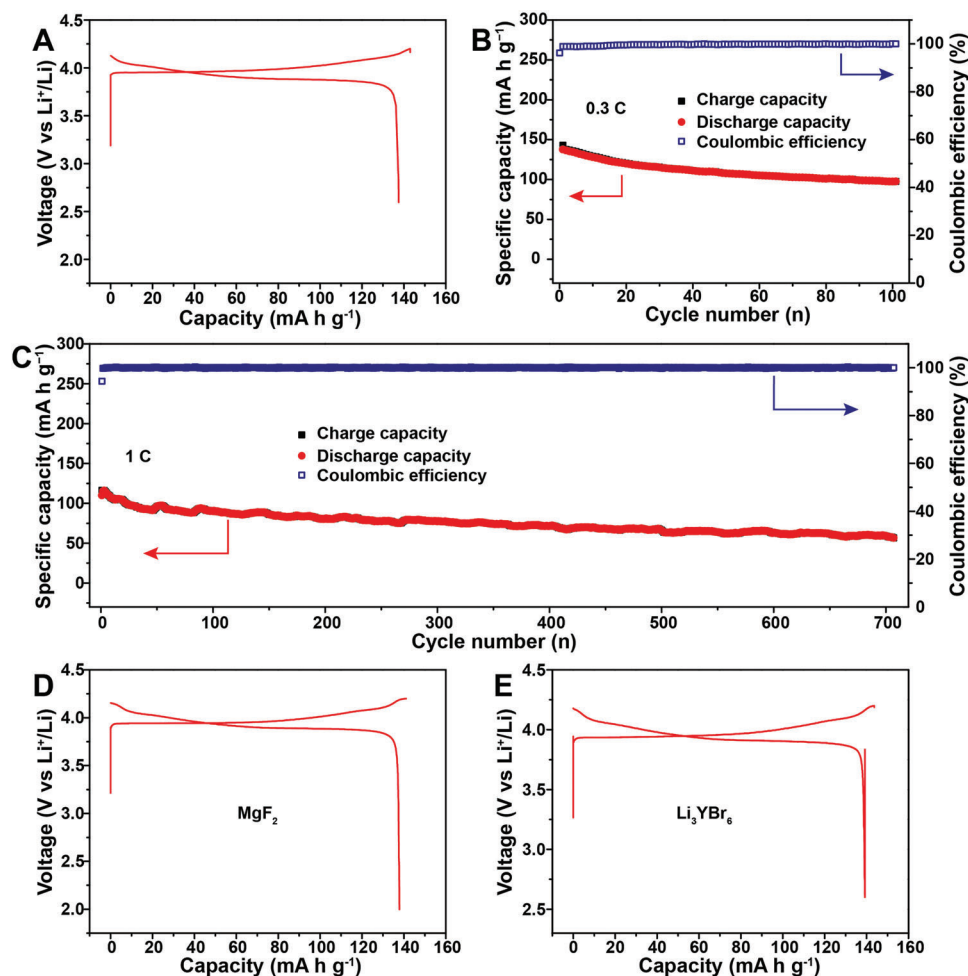 A
4.5
4.0
3.5
3.0
2.5
2.0
Voltage (V vs Li⁺/Li)
0 20 40 60 80 100 120 140 160
Capacity (mA h g⁻¹)
B
300
250
200
150
100
50
0
Specific capacity (mA h g⁻¹)
0.3 C
Charge capacity
Discharge capacity
Coulombic efficiency
100
80
60
40
20
0
Coulombic efficiency (%)
0 20 40 60 80 100
Cycle number (n)
C
300
250
200
150
100
50
0
Specific capacity (mA h g⁻¹)
1 C
Charge capacity
Discharge capacity
Coulombic efficiency
100
80
60
40
20
0
Coulombic efficiency (%)
0 100 200 300 400 500 600 700
Cycle number (n)
D
4.5
4.0
3.5
3.0
2.5
2.0
Voltage (V vs Li⁺/Li)
MgF₂
0 20 40 60 80 100 120 140 160
Capacity (mA h g⁻¹)
E
4.5
4.0
3.5
3.0
2.5
Voltage (V vs Li⁺/Li)
Li₃YBr₆
0 20 40 60 80 100 120 140 160
Capacity (mA h g⁻¹)